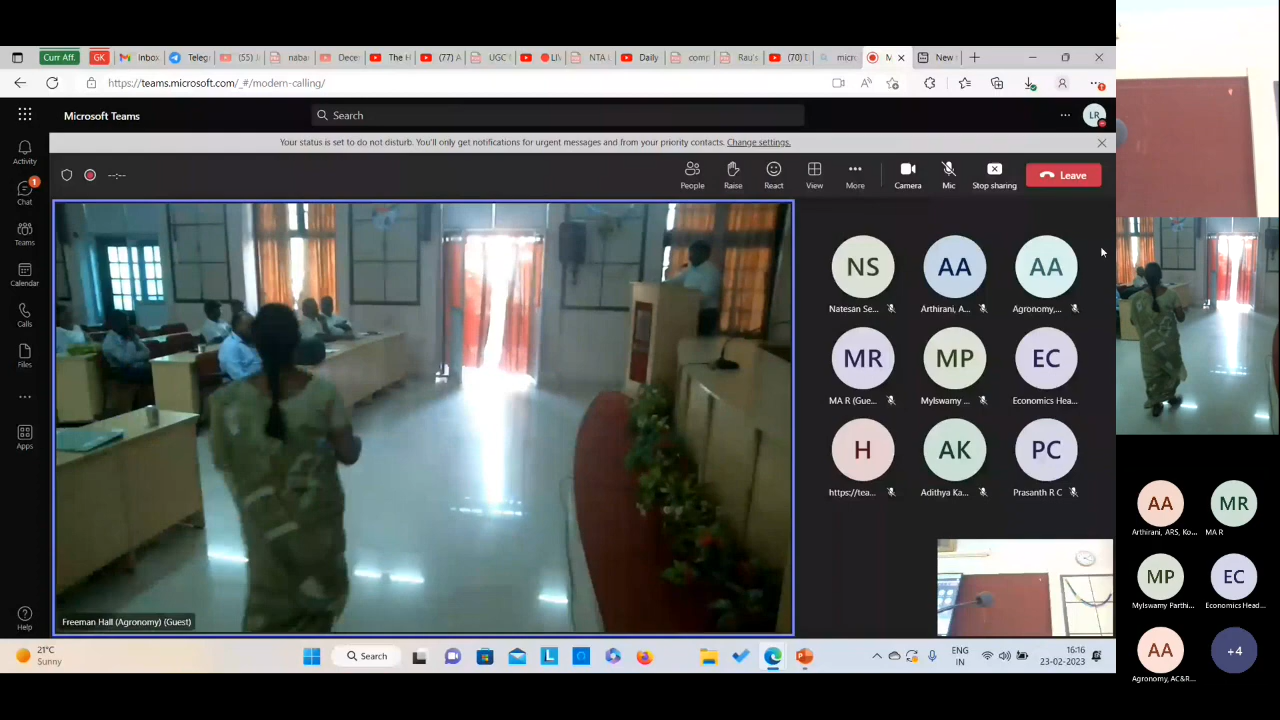 Curr Aff. GK Inbo: Teleg (55) naba Dece The H (77) A UGC LIV NTA Daily comp Rau's (70) micr M New
https://teams.microsoft.com/_#/modern-calling/
Microsoft Teams
Search
LR
Your status is set to do not disturb. You'll only get notifications for urgent messages and from your priority contacts. Change settings.
Activity
Chat
1
Teams
Calendar
Calls
Files
Apps
Help
--:--
People Raise React View More Camera Mic Stop sharing Leave
NS AA AA
Natesan Se... Arthirani, A... Agronomy,...
MR MP EC
MA R (Gue... Mylswamy ... Economics Hea...
H AK PC
https://tea... Adithya Ka... Prasanth R C
Freeman Hall (Agronomy) (Guest)
AA MR
Arthirani, ARS, Ko... MA R
MP EC
Mylswamy Parthi... Economics Head...
AA +4
Agronomy, AC&R...
21°C
Sunny
Search
ENG
IN
16:16
23-02-2023